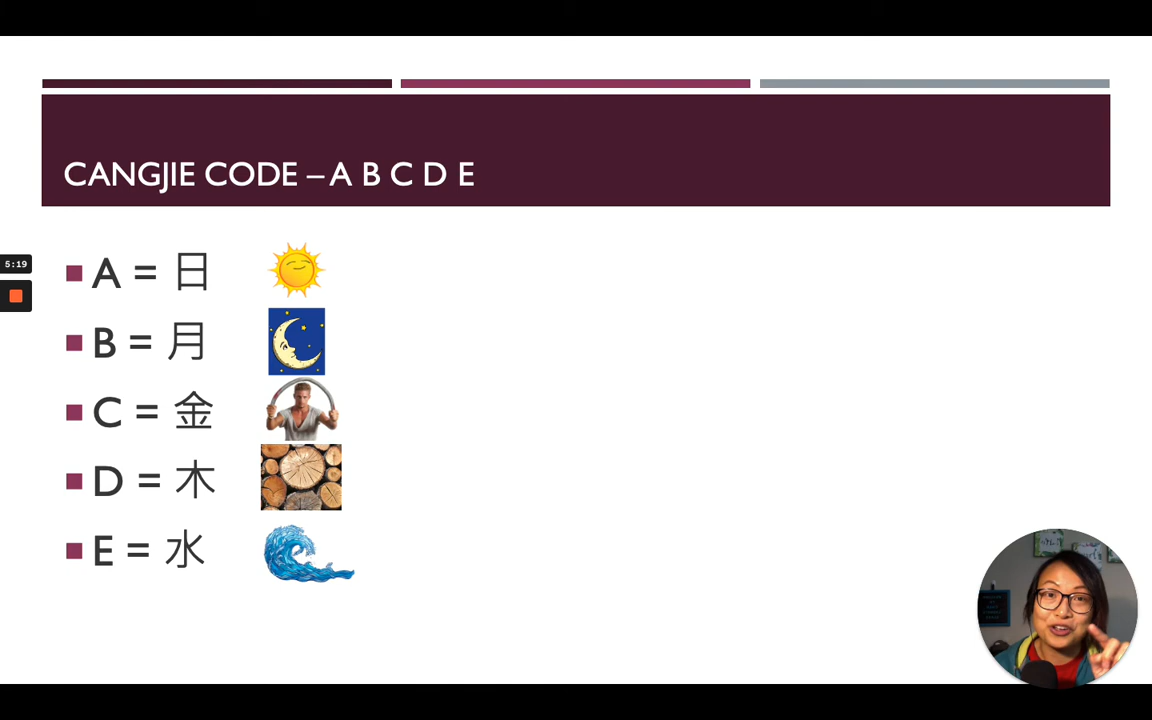 CANGJIE CODE – A B C D E
A = 日
B = 月
C = 金
D = 木
E = 水
5:19